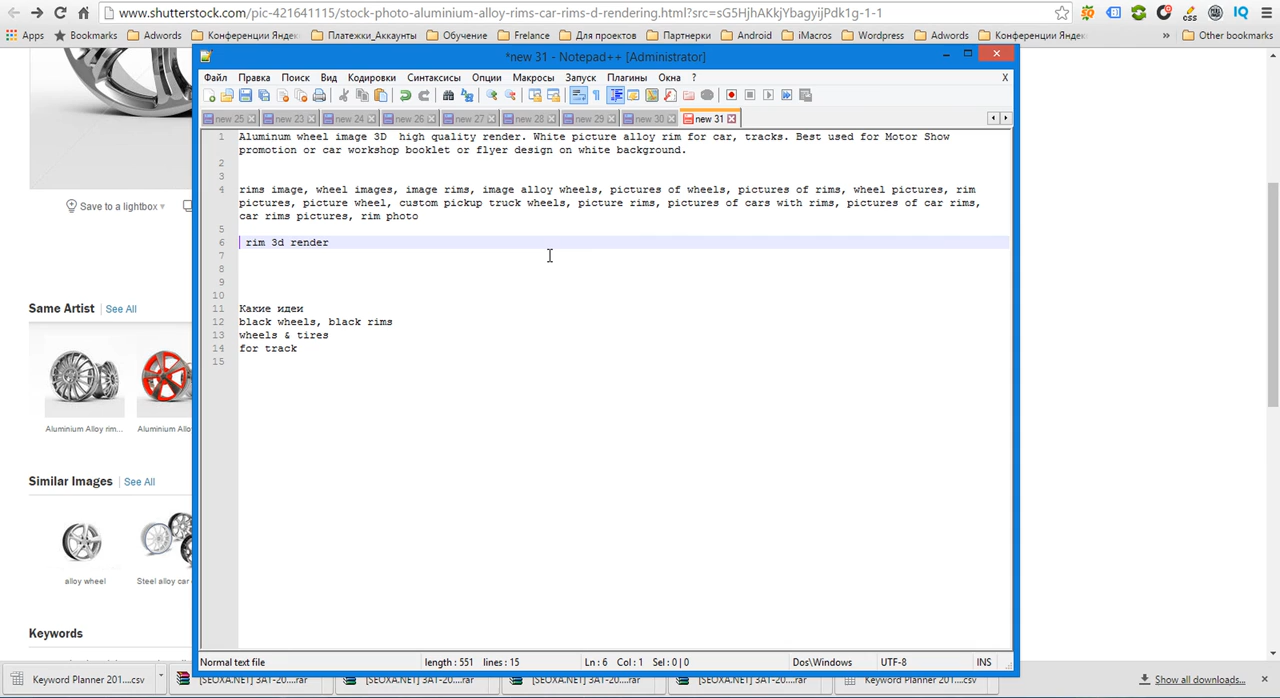 https://www.shutterstock.com/pic-421641115/stock-photo-aluminium-alloy-rims-car-rims-d-rendering.html?src=sG5HjhAKkjYbagyijPdk1g-1-1
Apps Bookmarks Adwords Конференции Яндек Платежки_Аккаунты Обучение Frelance Для проектов Партнерки Android iMacros Wordpress Adwords Конференции Яндек » Other bookmarks
*new 31 - Notepad++ [Administrator]
Файл Правка Поиск Вид Кодировки Синтаксисы Опции Макросы Запуск Плагины Окна ? X
new 25 new 23 new 24 new 26 new 27 new 28 new 29 new 30 new 31
1 Aluminum wheel image 3D high quality render. White picture alloy rim for car, tracks. Best used for Motor Show
promotion or car workshop booklet or flyer design on white background.
2
3
4 rims image, wheel images, image rims, image alloy wheels, pictures of wheels, pictures of rims, wheel pictures, rim
pictures, picture wheel, custom pickup truck wheels, picture rims, pictures of cars with rims, pictures of car rims,
car rims pictures, rim photo
5
6 rim 3d render
7
8
9
10
11 Какие идеи
12 black wheels, black rims
13 wheels & tires
14 for track
15
Save to a lightbox
Same Artist See All
Aluminium Alloy rim... Aluminium Allo
Similar Images See All
alloy wheel Steel alloy car
Keywords
Normal text file length : 551 lines : 15 Ln : 6 Col : 1 Sel : 0 | 0 Dos\Windows UTF-8 INS
Keyword Planner 201....csv [SEOXA.NET] 3AT-20....rar [SEOXA.NET] 3AT-20....rar [SEOXA.NET] 3AT-20....rar [SEOXA.NET] 3AT-20....rar Keyword Planner 201....csv Show all downloads...